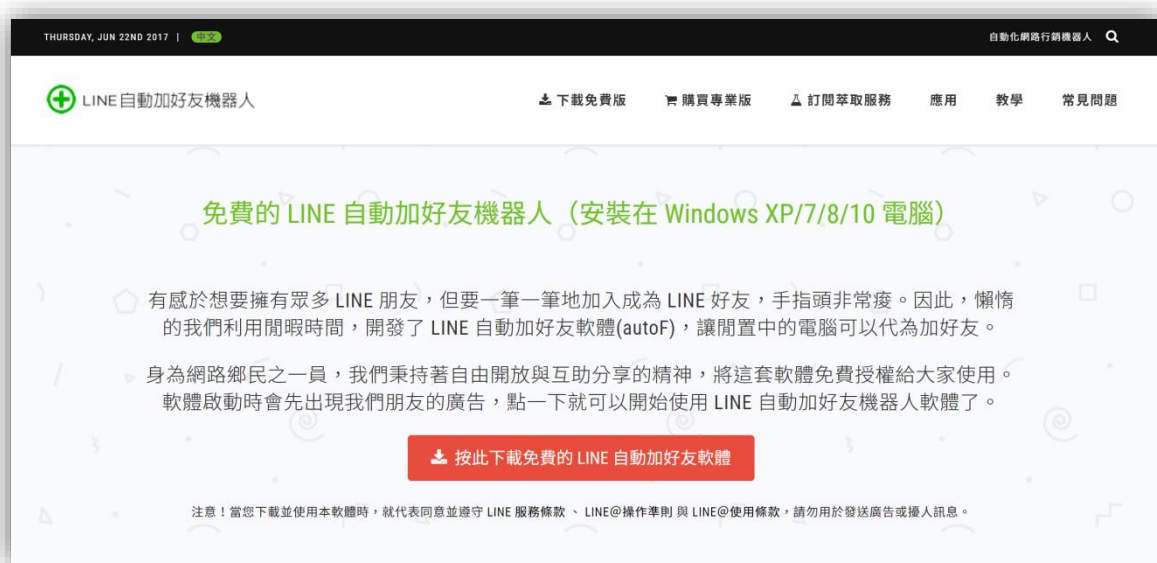 THURSDAY, JUN 22ND 2017 | 中文
自動化網路行銷機器人
LINE自動加好友機器人
下載免費版 購買專業版 訂閱萃取服務 應用 教學 常見問題
免費的 LINE 自動加好友機器人（安裝在 Windows XP/7/8/10 電腦）
有感於想要擁有眾多 LINE 朋友，但要一筆一筆地加入成為 LINE 好友，手指頭非常痠。因此，懶惰
的我們利用閒暇時間，開發了 LINE 自動加好友軟體(autoF)，讓閒置中的電腦可以代為加好友。
身為網路鄉民之一員，我們秉持著自由開放與互助分享的精神，將這套軟體免費授權給大家使用。
軟體啟動時會先出現我們朋友的廣告，點一下就可以開始使用 LINE 自動加好友機器人軟體了。
按此下載免費的 LINE 自動加好友軟體
注意！當您下載並使用本軟體時，就代表同意並遵守 LINE 服務條款 、 LINE@操作準則 與 LINE@使用條款，請勿用於發送廣告或擾人訊息。